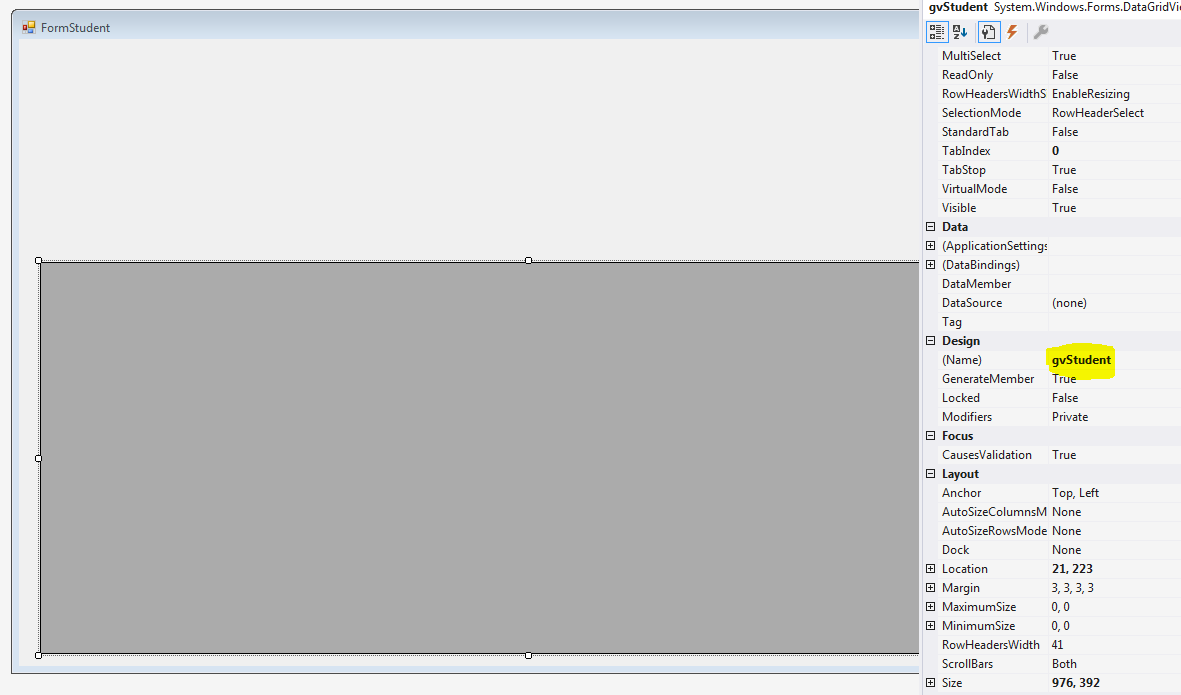 gvStudent System.Windows.Forms.DataGridVi
FormStudent
MultiSelect True
ReadOnly False
RowHeadersWidthS EnableResizing
SelectionMode RowHeaderSelect
StandardTab False
TabIndex 0
TabStop True
VirtualMode False
Visible True
Data
(ApplicationSettings
(DataBindings)
DataMember
DataSource (none)
Tag
Design
(Name) gvStudent
GenerateMember True
Locked False
Modifiers Private
Focus
CausesValidation True
Layout
Anchor Top, Left
AutoSizeColumnsM None
AutoSizeRowsMode None
Dock None
Location 21, 223
Margin 3, 3, 3, 3
MaximumSize 0, 0
MinimumSize 0, 0
RowHeadersWidth 41
ScrollBars Both
Size 976, 392